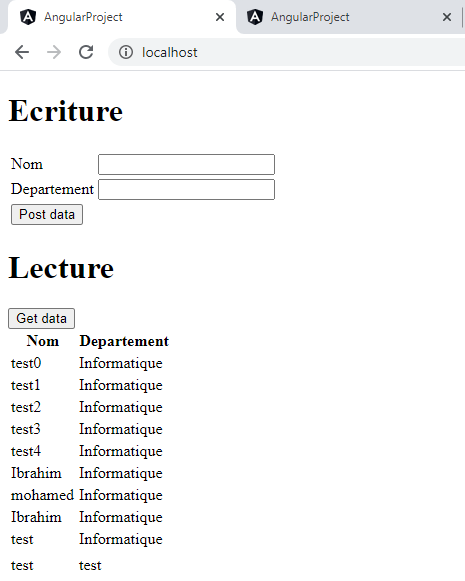 AngularProject AngularProject
localhost
Ecriture
Nom
Departement
Post data
Lecture
Get data
Nom Departement
test0 Informatique
test1 Informatique
test2 Informatique
test3 Informatique
test4 Informatique
Ibrahim Informatique
mohamed Informatique
Ibrahim Informatique
test Informatique
test test